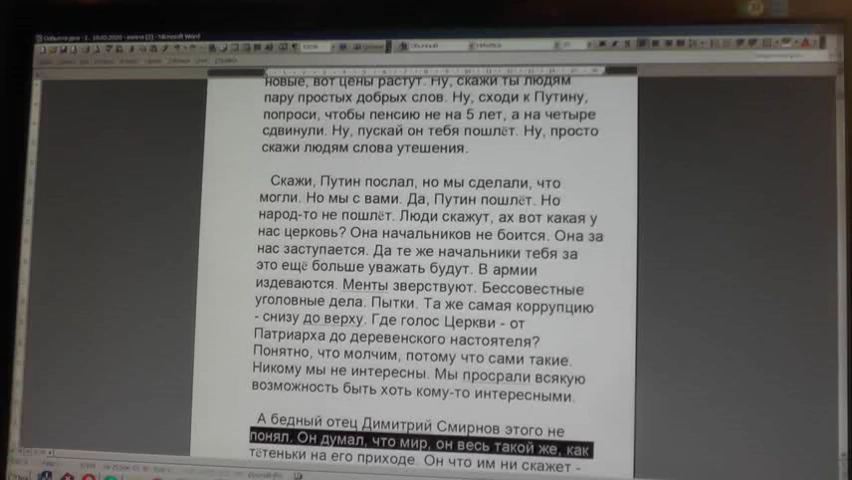 Microsoft Word
новые, вот цены растут. Ну, скажи ты людям
пару простых добрых слов. Ну, сходи к Путину,
попроси, чтобы пенсию не на 5 лет, а на четыре
сдвинули. Ну, пускай он тебя пошлёт. Ну, просто
скажи людям слова утешения.
Скажи, Путин послал, но мы сделали, что
могли. Но мы с вами. Да, Путин пошлёт. Но
народ-то не пошлёт. Люди скажут, ах вот какая у
нас церковь? Она начальников не боится. Она за
нас заступается. Да те же начальники тебя за
это ещё больше уважать будут. В армии
издеваются. Менты зверствуют. Бессовестные
уголовные дела. Пытки. Та же самая коррупцию
- снизу до верху. Где голос Церкви - от
Патриарха до деревенского настоятеля?
Понятно, что молчим, потому что сами такие.
Никому мы не интересны. Мы просрали всякую
возможность быть хоть кому-то интересными.
А бедный отец Димитрий Смирнов этого не
понял. Он думал, что мир, он весь такой же, как
тётеньки на его приходе. Он что им ни скажет -